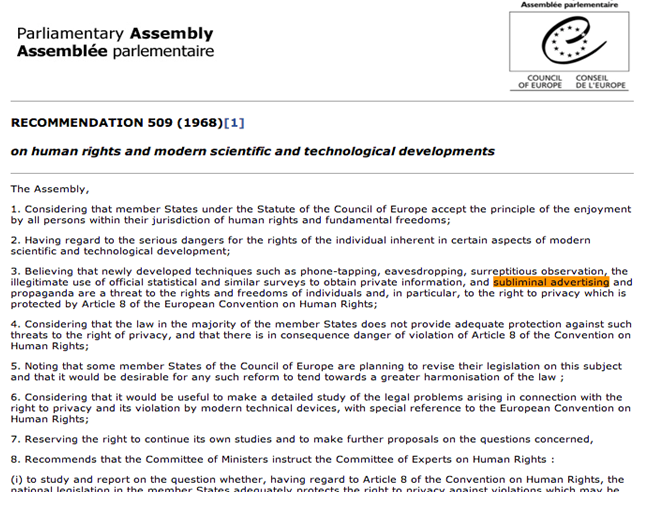 Assemblée parlementaire
Parliamentary Assembly
Assemblée parlementaire
COUNCIL CONSEIL
OF EUROPE DE L'EUROPE
RECOMMENDATION 509 (1968)[1]
on human rights and modern scientific and technological developments
The Assembly,
1. Considering that member States under the Statute of the Council of Europe accept the principle of the enjoyment
by all persons within their jurisdiction of human rights and fundamental freedoms;
2. Having regard to the serious dangers for the rights of the individual inherent in certain aspects of modern
scientific and technological development;
3. Believing that newly developed techniques such as phone-tapping, eavesdropping, surreptitious observation, the
illegitimate use of official statistical and similar surveys to obtain private information, and subliminal advertising and
propaganda are a threat to the rights and freedoms of individuals and, in particular, to the right to privacy which is
protected by Article 8 of the European Convention on Human Rights;
4. Considering that the law in the majority of the member States does not provide adequate protection against such
threats to the right of privacy, and that there is in consequence danger of violation of Article 8 of the Convention on
Human Rights;
5. Noting that some member States of the Council of Europe are planning to revise their legislation on this subject
and that it would be desirable for any such reform to tend towards a greater harmonisation of the law ;
6. Considering that it would be useful to make a detailed study of the legal problems arising in connection with the
right to privacy and its violation by modern technical devices, with special reference to the European Convention on
Human Rights;
7. Reserving the right to continue its own studies and to make further proposals on the questions concerned,
8. Recommends that the Committee of Ministers instruct the Committee of Experts on Human Rights :
(i) to study and report on the question whether, having regard to Article 8 of the Convention on Human Rights, the
national legislation in the member States adequately protects the right to privacy against violations which may be